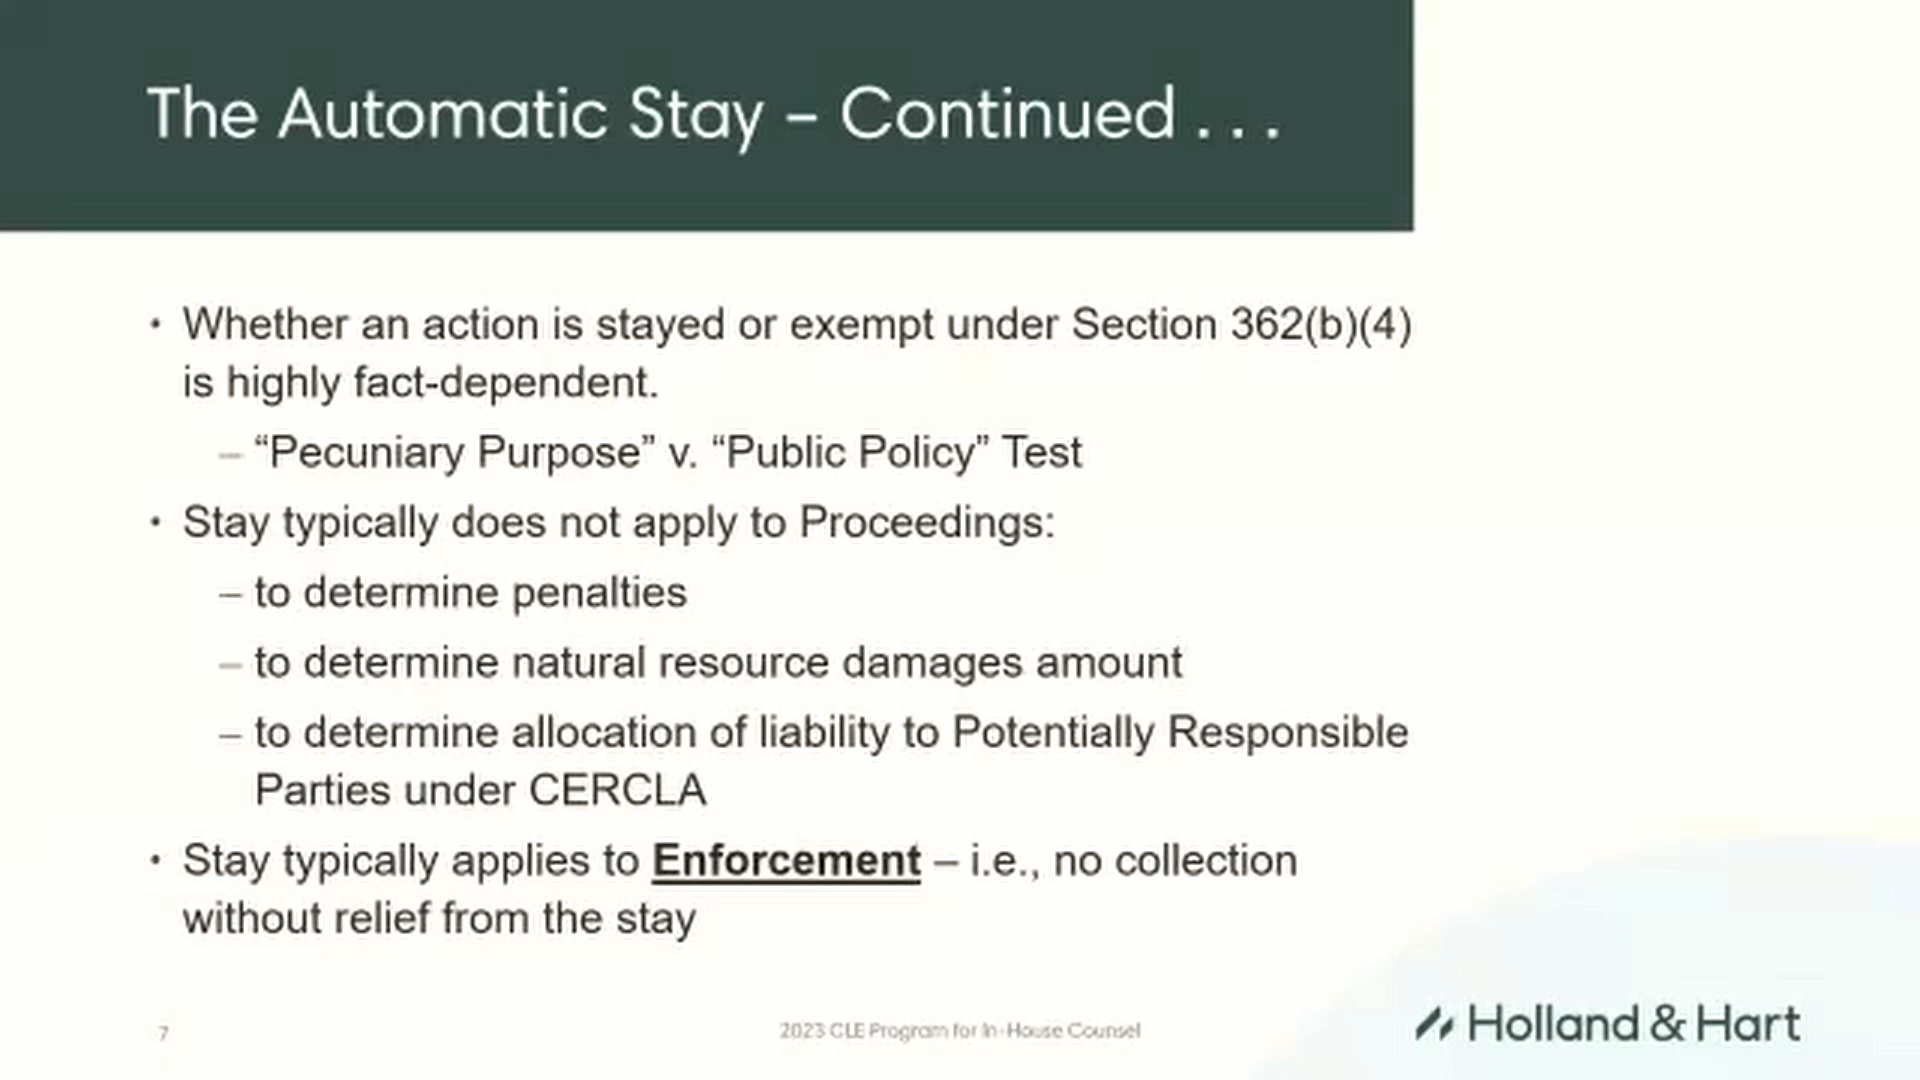 The Automatic Stay – Continued . . .
• Whether an action is stayed or exempt under Section 362(b)(4)
is highly fact-dependent.
– “Pecuniary Purpose” v. “Public Policy” Test
• Stay typically does not apply to Proceedings:
– to determine penalties
– to determine natural resource damages amount
– to determine allocation of liability to Potentially Responsible
Parties under CERCLA
• Stay typically applies to Enforcement – i.e., no collection
without relief from the stay
7
2023 CLE Program for In-House Counsel
Holland & Hart